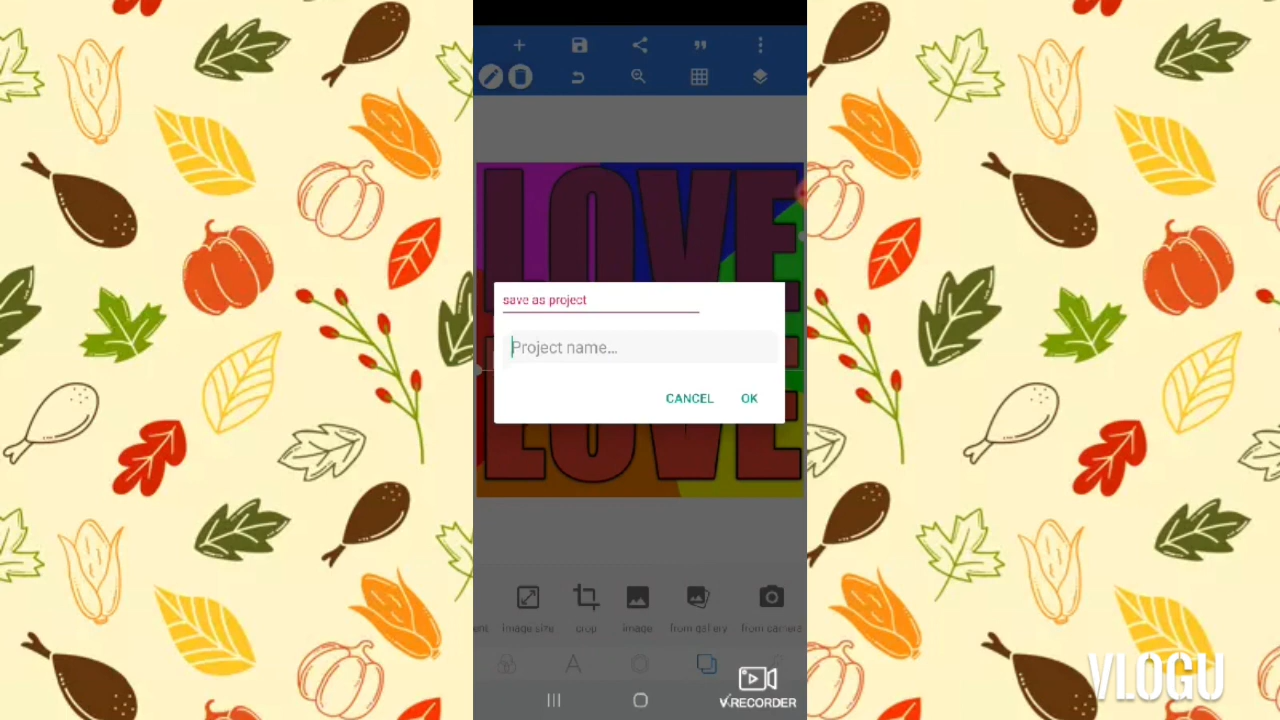 LOVE
save as project
Project name...
CANCEL OK
LOVE
image size crop image from gallery from camera
A
V.RECORDER
VLOGU